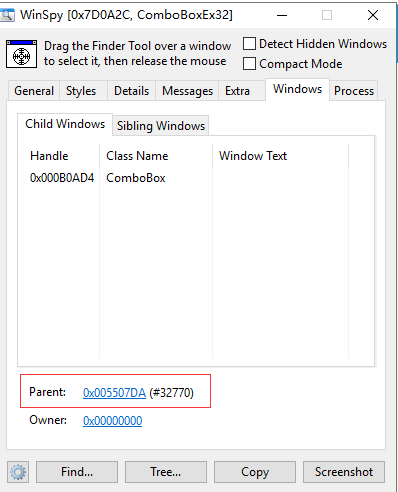 WinSpy [0x7D0A2C, ComboBoxEx32]
Drag the Finder Tool over a window
to select it, then release the mouse
Detect Hidden Windows
Compact Mode
General Styles Details Messages Extra Windows Process
Child Windows Sibling Windows
Handle Class Name Window Text
0x000B0AD4 ComboBox
Parent: 0x005507DA (#32770)
Owner: 0x00000000
Find... Tree... Copy Screenshot